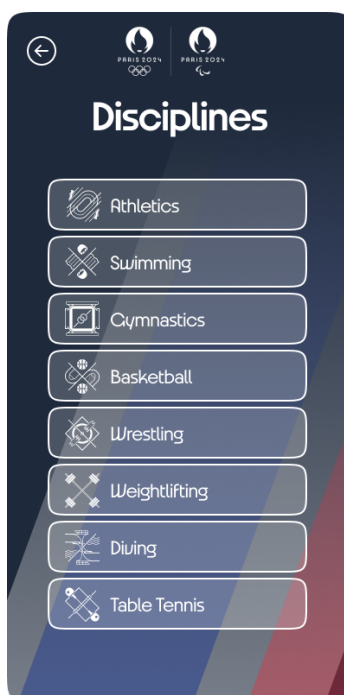 PARIS 2024
PARIS 2024
Disciplines
Athletics
Swimming
Gymnastics
Basketball
Wrestling
Weightlifting
Diving
Table Tennis